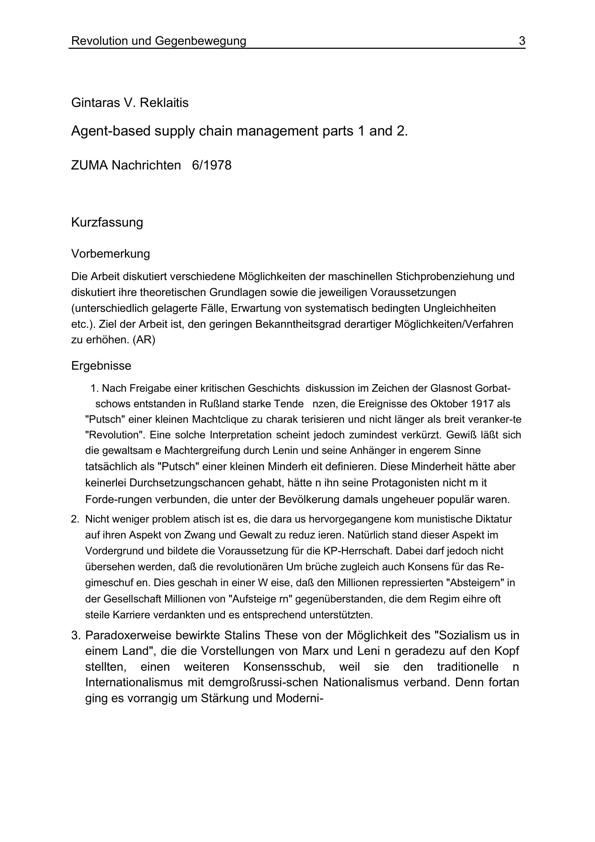 Revolution und Gegenbewegung 3
Gintaras V. Reklaitis
Agent-based supply chain management parts 1 and 2.
ZUMA Nachrichten 6/1978
Kurzfassung
Vorbemerkung
Die Arbeit diskutiert verschiedene Möglichkeiten der maschinellen Stichprobenziehung und
diskutiert ihre theoretischen Grundlagen sowie die jeweiligen Voraussetzungen
(unterschiedlich gelagerte Fälle, Erwartung von systematisch bedingten Ungleichheiten
etc.). Ziel der Arbeit ist, den geringen Bekanntheitsgrad derartiger Möglichkeiten/Verfahren
zu erhöhen. (AR)
Ergebnisse
1. Nach Freigabe einer kritischen Geschichts diskussion im Zeichen der Glasnost Gorbat-
schows entstanden in Rußland starke Tende nzen, die Ereignisse des Oktober 1917 als
"Putsch" einer kleinen Machtclique zu charak terisieren und nicht länger als breit veranker-te
"Revolution". Eine solche Interpretation scheint jedoch zumindest verkürzt. Gewiß läßt sich
die gewaltsam e Machtergreifung durch Lenin und seine Anhänger in engerem Sinne
tatsächlich als "Putsch" einer kleinen Minderh eit definieren. Diese Minderheit hätte aber
keinerlei Durchsetzungschancen gehabt, hätte n ihn seine Protagonisten nicht m it
Forde-rungen verbunden, die unter der Bevölkerung damals ungeheuer populär waren.
2. Nicht weniger problem atisch ist es, die dara us hervorgegangene kom munistische Diktatur
auf ihren Aspekt von Zwang und Gewalt zu reduz ieren. Natürlich stand dieser Aspekt im
Vordergrund und bildete die Voraussetzung für die KP-Herrschaft. Dabei darf jedoch nicht
übersehen werden, daß die revolutionären Um brüche zugleich auch Konsens für das Re-
gimeschuf en. Dies geschah in einer W eise, daß den Millionen repressierten "Absteigern" in
der Gesellschaft Millionen von "Aufsteige rn" gegenüberstanden, die dem Regim eihre oft
steile Karriere verdankten und es entsprechend unterstützten.
3. Paradoxerweise bewirkte Stalins These von der Möglichkeit des "Sozialism us in
einem Land", die die Vorstellungen von Marx und Leni n geradezu auf den Kopf
stellten, einen weiteren Konsensschub, weil sie den traditionelle n
Internationalismus mit demgroßrussi-schen Nationalismus verband. Denn fortan
ging es vorrangig um Stärkung und Moderni-